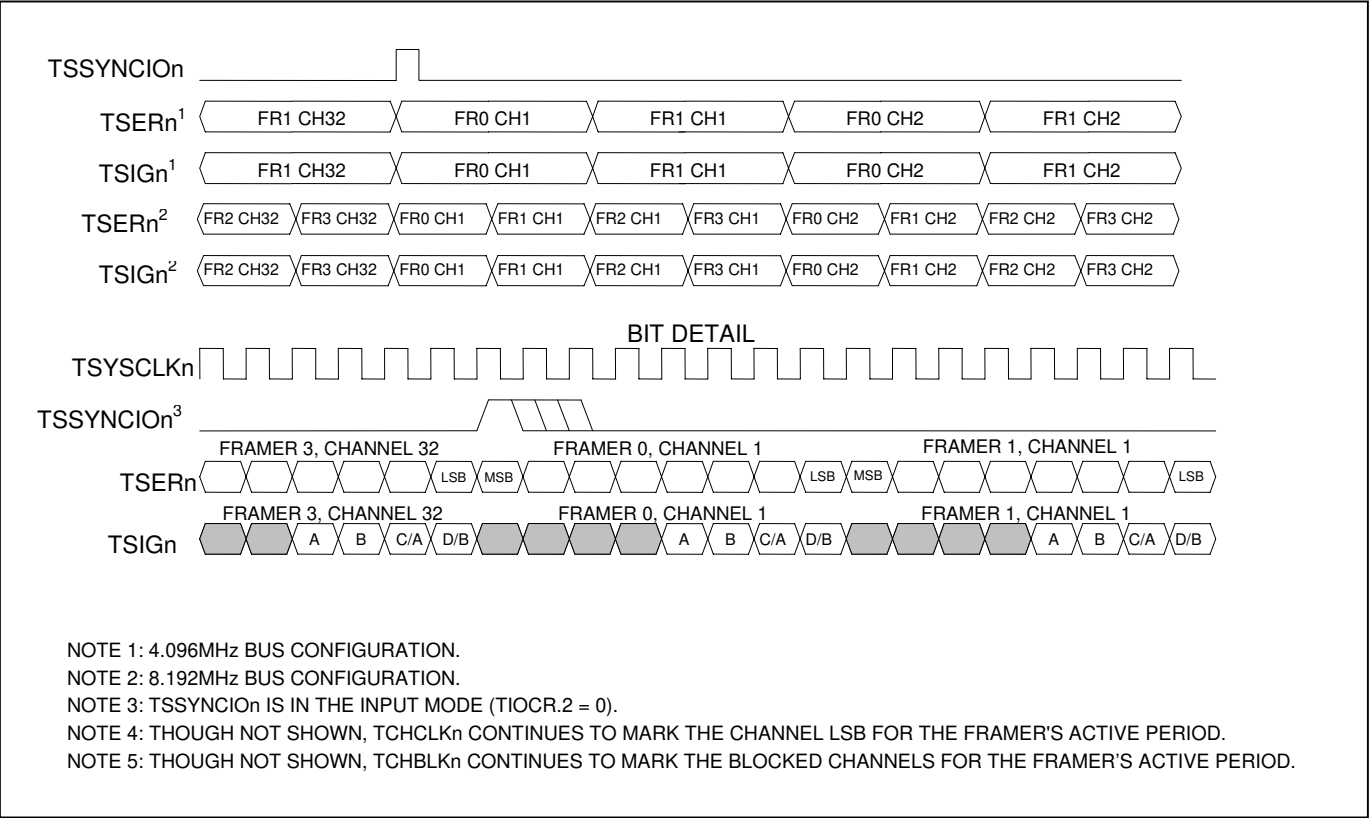 TSSYNCIOn
TSERn1 FR1 CH32 FR0 CH1 FR1 CH1 FR0 CH2 FR1 CH2
TSIGn1 FR1 CH32 FR0 CH1 FR1 CH1 FR0 CH2 FR1 CH2
TSERn2 FR2 CH32 FR3 CH32 FR0 CH1 FR1 CH1 FR2 CH1 FR3 CH1 FR0 CH2 FR1 CH2 FR2 CH2 FR3 CH2
TSIGn2 FR2 CH32 FR3 CH32 FR0 CH1 FR1 CH1 FR2 CH1 FR3 CH1 FR0 CH2 FR1 CH2 FR2 CH2 FR3 CH2
BIT DETAIL
TSYSCLKn
TSSYNCIOn3
FRAMER 3, CHANNEL 32 FRAMER 0, CHANNEL 1 FRAMER 1, CHANNEL 1
TSERn LSB MSB LSB MSB LSB
FRAMER 3, CHANNEL 32 FRAMER 0, CHANNEL 1 FRAMER 1, CHANNEL 1
TSIGn A B C/A D/B A B C/A D/B A B C/A D/B
NOTE 1: 4.096MHz BUS CONFIGURATION.
NOTE 2: 8.192MHz BUS CONFIGURATION.
NOTE 3: TSSYNCIOn IS IN THE INPUT MODE (TIOCR.2 = 0).
NOTE 4: THOUGH NOT SHOWN, TCHCLKn CONTINUES TO MARK THE CHANNEL LSB FOR THE FRAMER'S ACTIVE PERIOD.
NOTE 5: THOUGH NOT SHOWN, TCHBLKn CONTINUES TO MARK THE BLOCKED CHANNELS FOR THE FRAMER’S ACTIVE PERIOD.